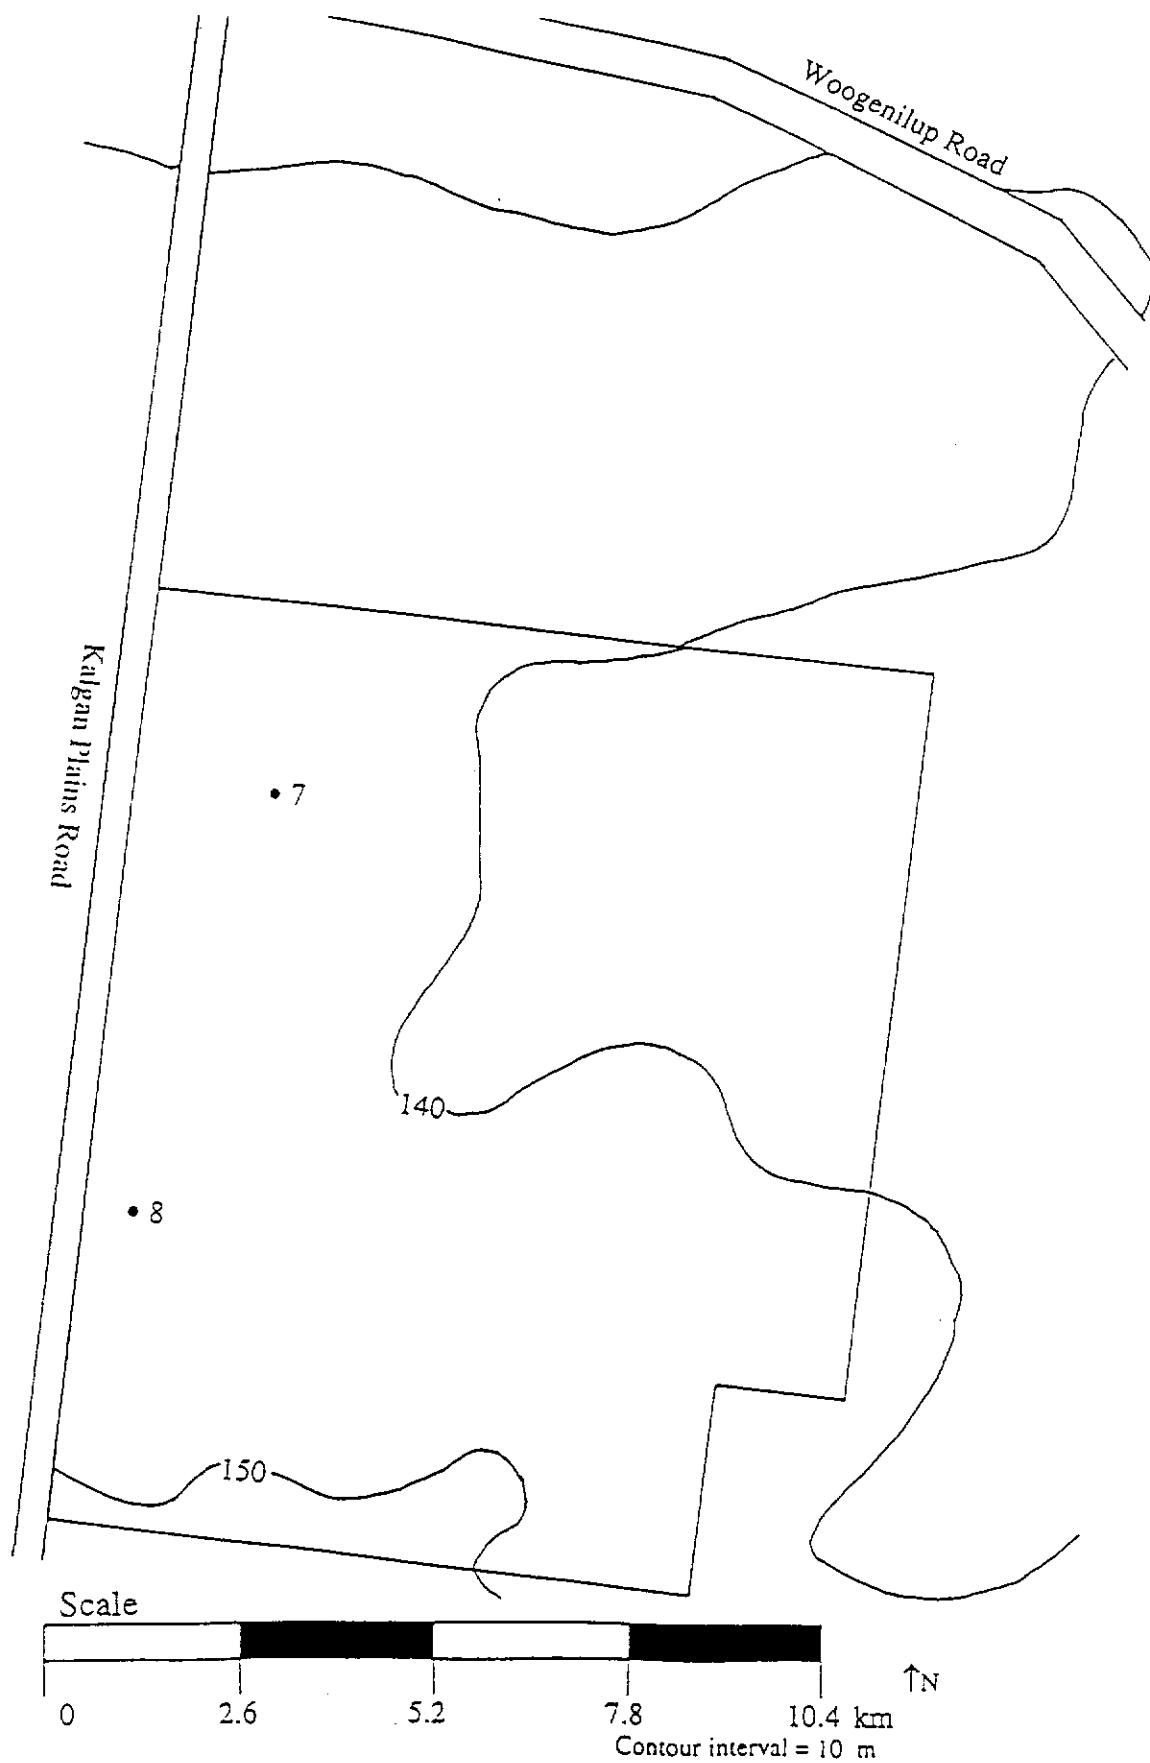 Woogenilup Road
Kalgan Plains Road
7
140
8
150
Scale
0 2.6 5.2 7.8 10.4 km
↑N
Contour interval = 10 m